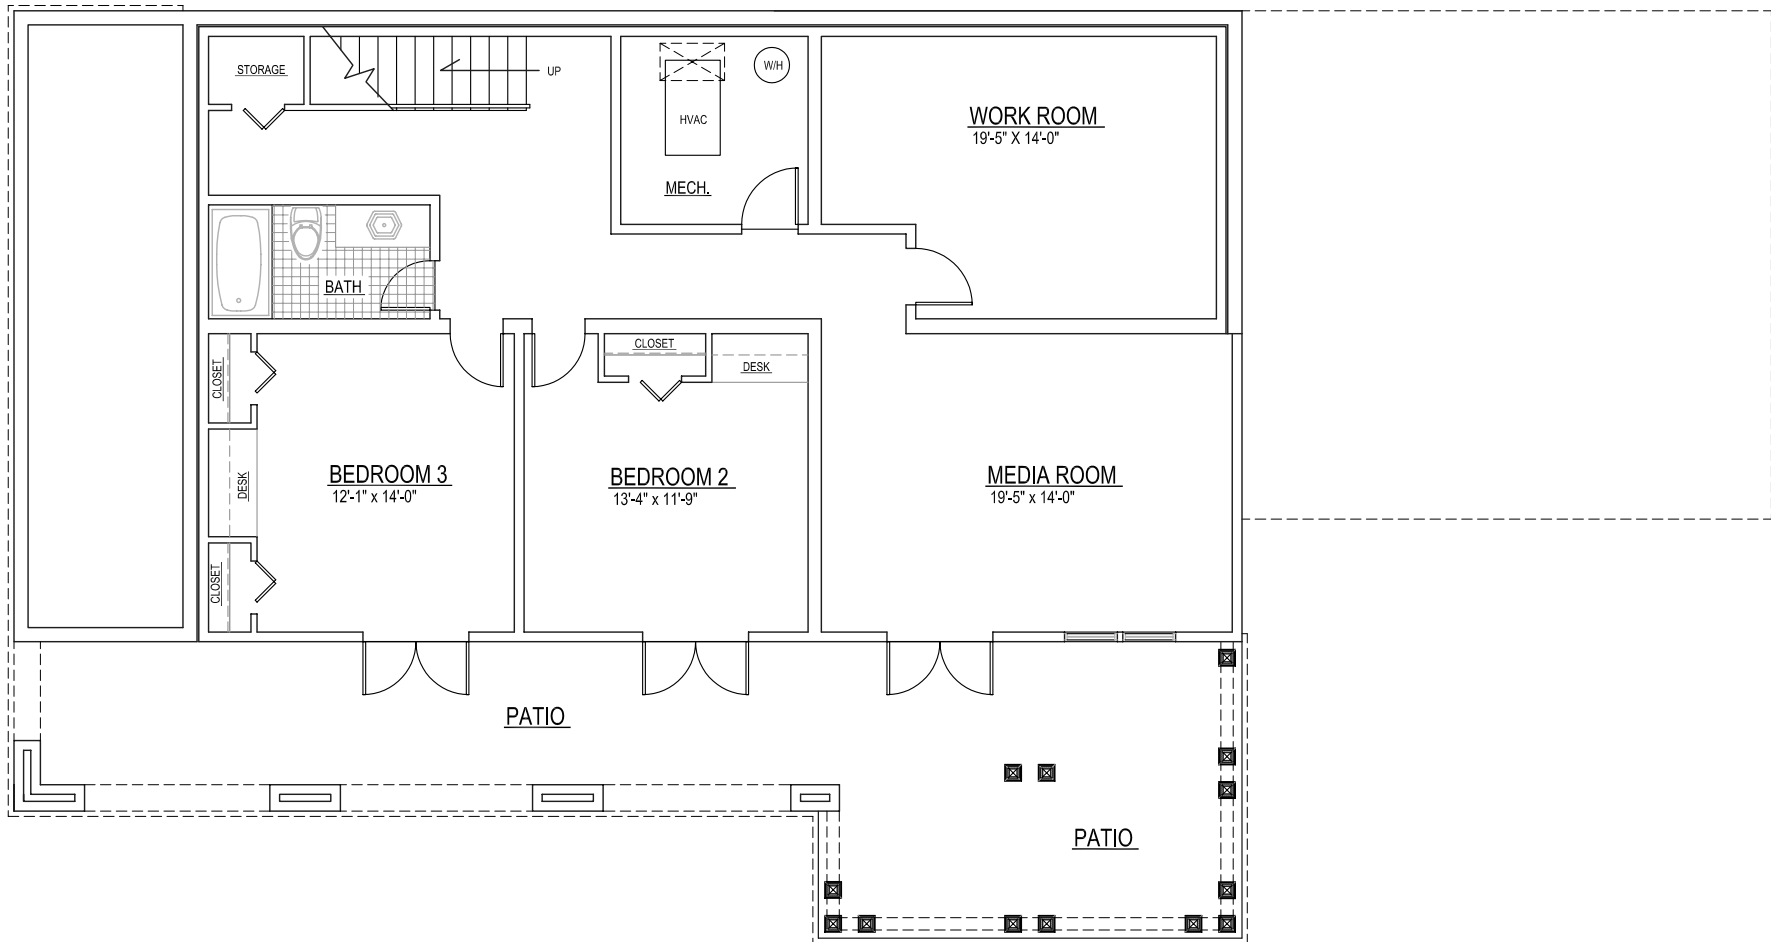 STORAGE
UP
W/H
HVAC
MECH.
WORK ROOM
19'-5" X 14'-0"
BATH
CLOSET
DESK
CLOSET
BEDROOM 3
12'-1" x 14'-0"
CLOSET
DESK
BEDROOM 2
13'-4" x 11'-9"
MEDIA ROOM
19'-5" x 14'-0"
PATIO
PATIO